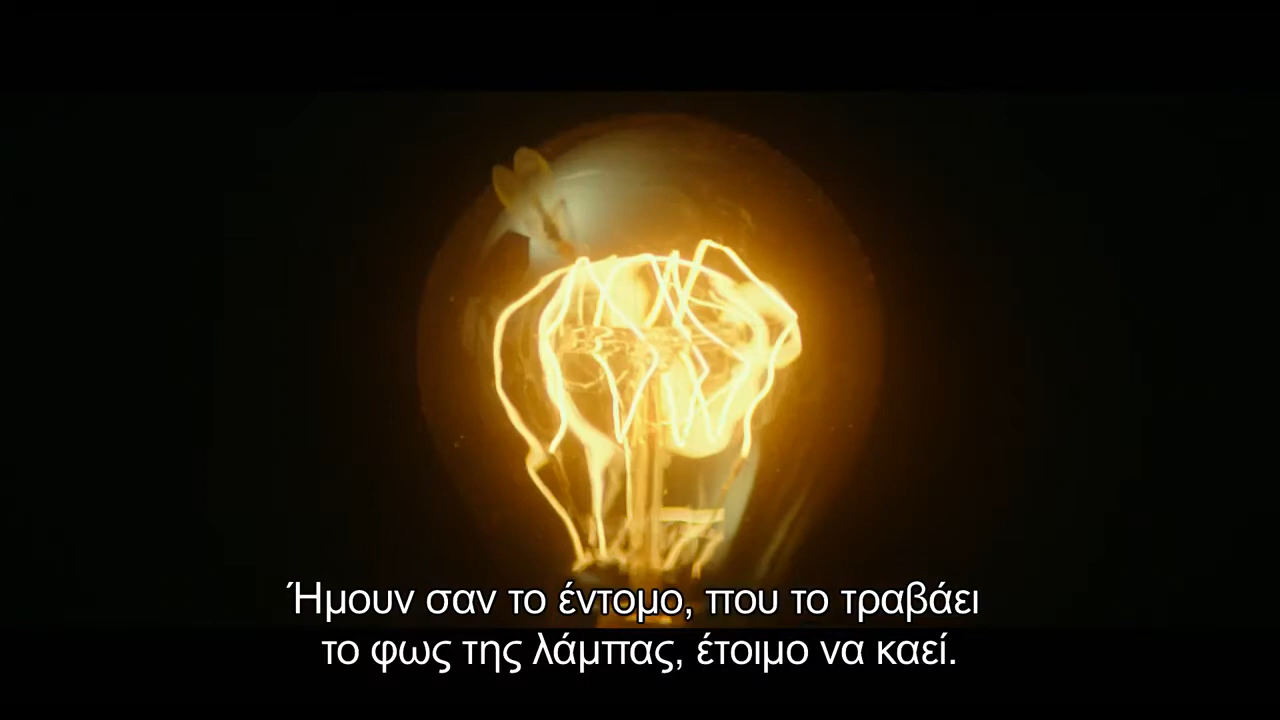 Ήμουν σαν το έντομο, που το τραβάει
το φως της λάμπας, έτοιμο να καεί.